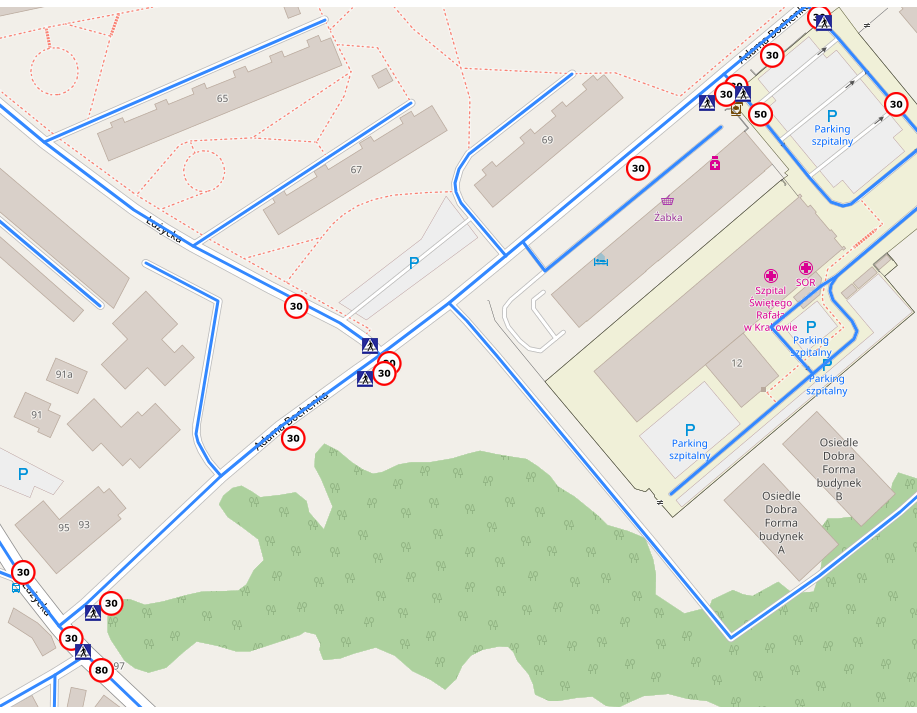 30
Adama Bochenka
30
30
30
30
50
P
Parking
szpitalny
65
69
67
30
Żabka
Łużycka
P
SOR
Szpital
Świętego
Rafała
w Krakowie
30
P
Parking
szpitalny
30
30
12
Parking
szpitalny
91a
91
Adama Bochenka
30
P
Parking
szpitalny
Osiedle
Dobra
Forma
budynek
B
P
95 93
Osiedle
Dobra
Forma
budynek
A
30
Łużycka
30
30
97
80